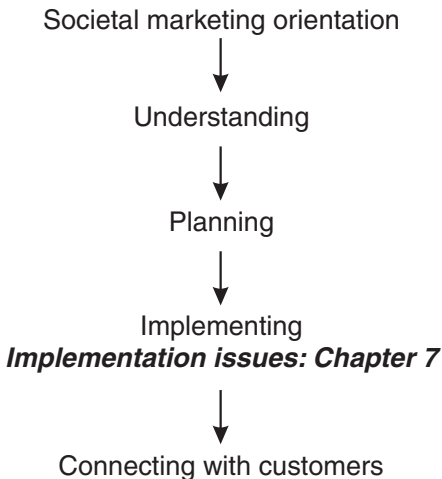 Societal marketing orientation
Understanding
Planning
Implementing
Implementation issues: Chapter 7
Connecting with customers